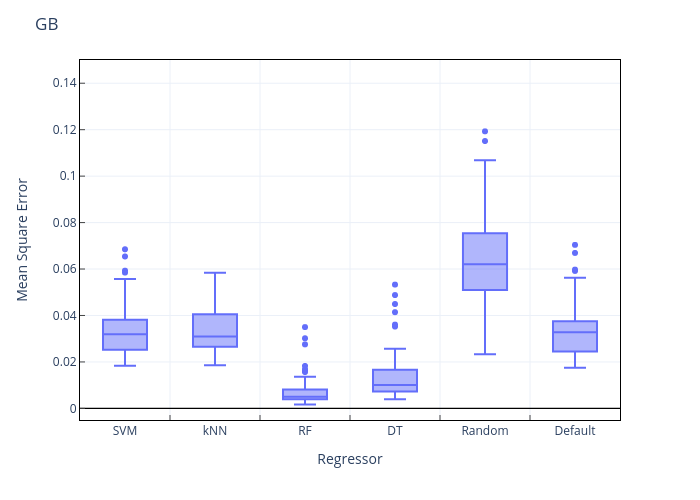 GB
0.14
0.12
0.1
0.08
0.06
0.04
0.02
0
Mean Square Error
SVM kNN RF DT Random Default
Regressor